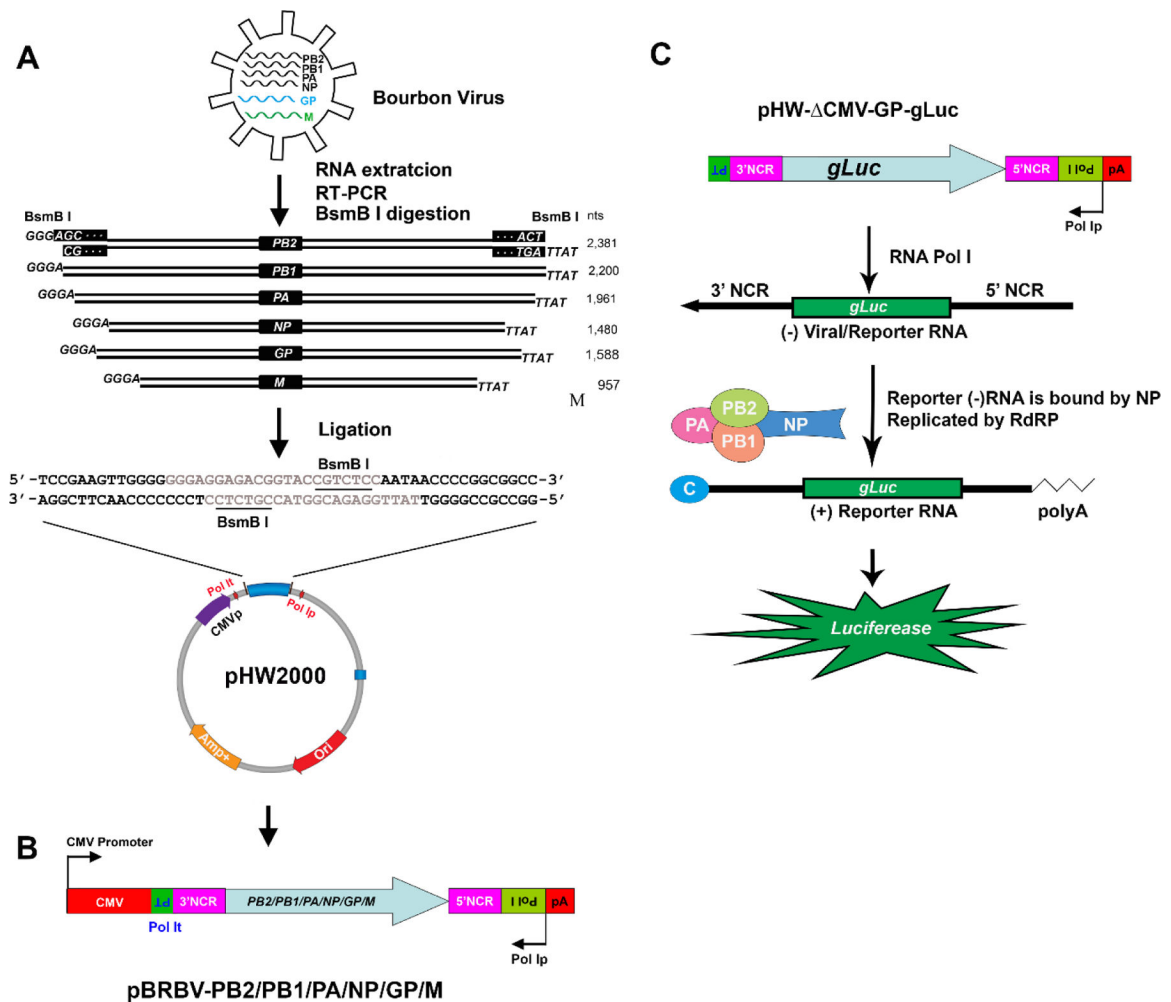 A
PB2
PB1
PA
NP
GP
M
Bourbon Virus
RNA extratcion
RT-PCR
BsmB I digestion
BsmB I
BsmB I
nts
GGGAGC···
···ACT
CG···
PB2
···TGA
TTAT
2,381
GGGA
PB1
TTAT
2,200
GGGA
PA
TTAT
1,961
GGGA
NP
TTAT
1,480
GGGA
GP
TTAT
1,588
GGGA
M
TTAT
957
M
Ligation
BsmB I
5'-TCCGAAGTTGGGGGGGAGGAGACGGTACCGTCTCCAATAACCCCGGCGGCC-3'
3'-AGGCTTCAACCCCCCCTCCTCTGCCATGGCAGAGGTTATTGGGGCCGCCGG-5'
BsmB I
Pol It
Pol Ip
CMVp
pHW2000
Amp+
Ori
B
CMV Promoter
CMV
PT
3'NCR
PB2/PB1/PA/NP/GP/M
5'NCR
Pol I
pA
Pol It
Pol Ip
pBRBV-PB2/PB1/PA/NP/GP/M
C
pHW-ΔCMV-GP-gLuc
PT
3'NCR
gLuc
5'NCR
Pol I
pA
Pol Ip
RNA Pol I
3' NCR
5' NCR
gLuc
(-) Viral/Reporter RNA
PA
PB2
PB1
NP
Reporter (-)RNA is bound by NP
Replicated by RdRP
C
gLuc
(+) Reporter RNA
polyA
Luciferease